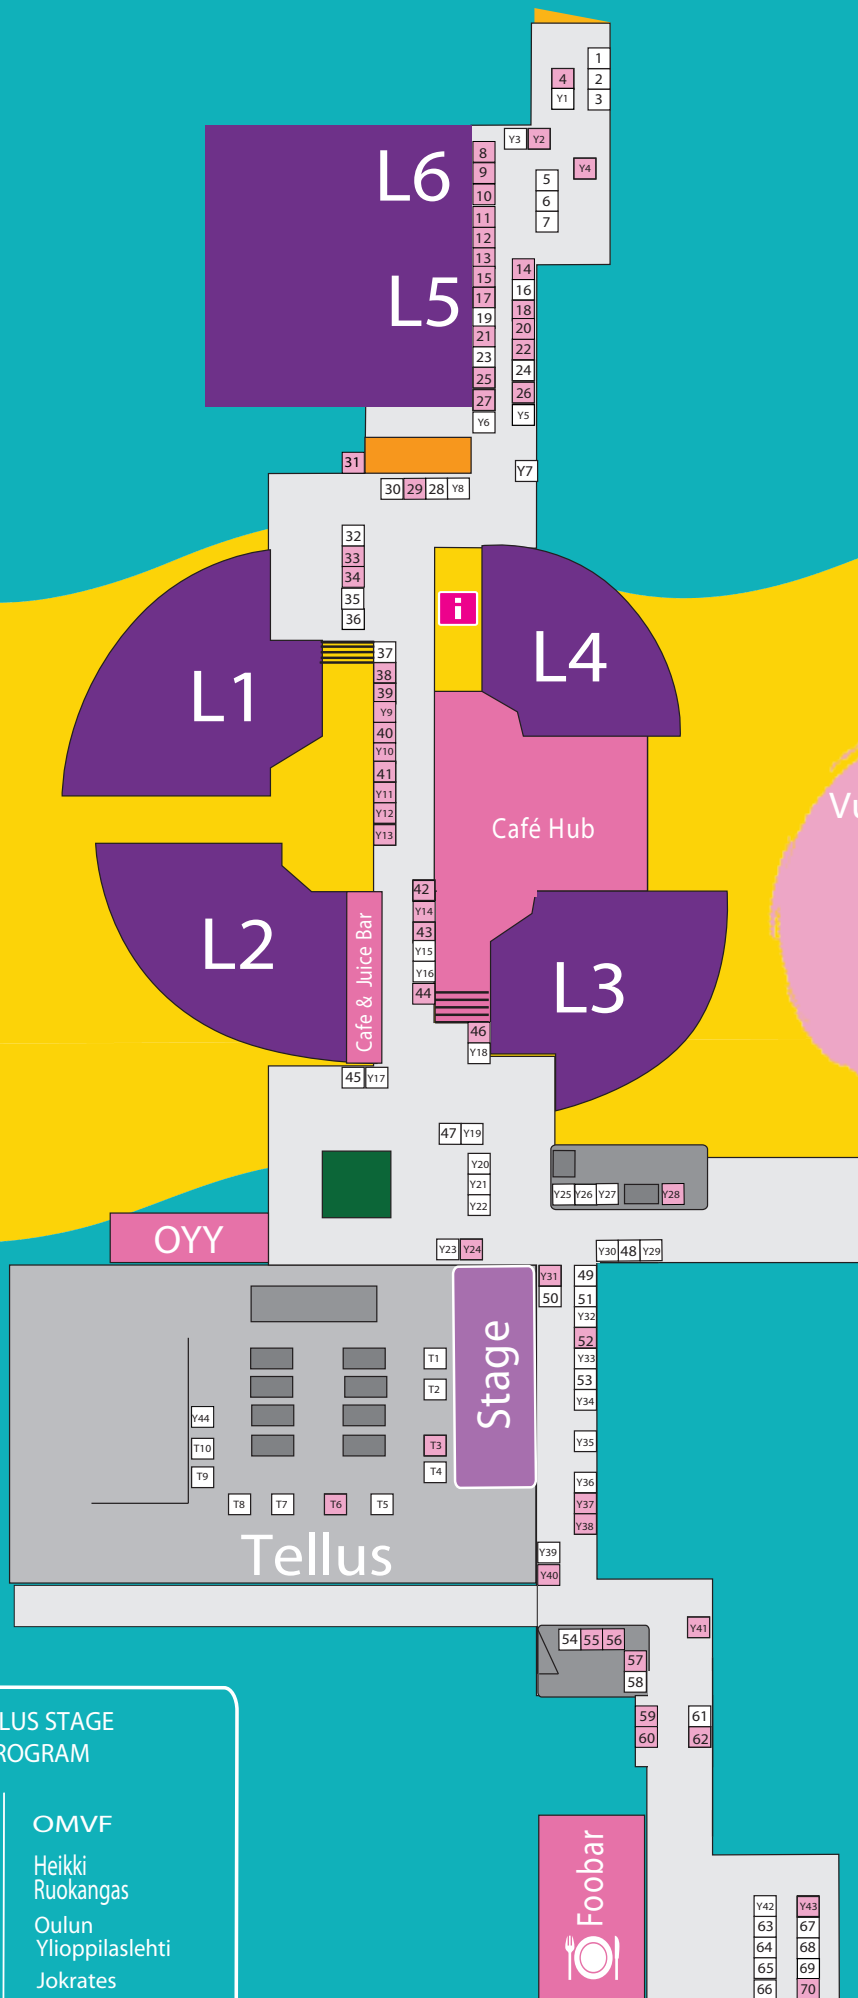 1
4
2
Y1
3
Y3
Y2
8
L6
9
Y4
5
10
6
11
7
12
13
14
15
L5
16
17
18
19
20
21
22
23
24
25
26
27
Y5
Y6
31
Y7
30
29
28
Y8
32
33
34
35
i
36
37
L4
38
L1
39
Y9
40
Y10
41
Y11
Vu
Y12
Café Hub
Y13
42
Y14
43
L2
Y15
Y16
Cafe & Juice Bar
L3
44
46
Y18
45
Y17
47
Y19
Y20
Y21
Y25
Y26
Y27
Y28
Y22
OYY
Y23
Y24
Y30
48
Y29
Y31
49
50
51
Y32
52
Stage
T1
Y33
53
T2
Y34
Y44
T3
Y35
T10
T9
T4
Y36
T8
T7
T6
T5
Y37
Y38
Tellus
Y39
Y40
Y41
54
55
56
57
58
LUS STAGE
ROGRAM
59
61
60
62
OMVF
Heikki
Ruokangas
Oulun
Ylioppilaslehti
Jokrates
Foobar
Y42
Y43
63
67
64
68
65
69
66
70